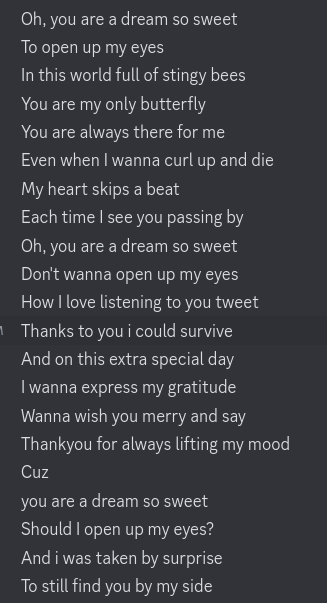 Oh, you are a dream so sweet
To open up my eyes
In this world full of stingy bees
You are my only butterfly
You are always there for me
Even when I wanna curl up and die
My heart skips a beat
Each time I see you passing by
Oh, you are a dream so sweet
Don't wanna open up my eyes
How I love listening to you tweet
Thanks to you i could survive
And on this extra special day
I wanna express my gratitude
Wanna wish you merry and say
Thankyou for always lifting my mood
Cuz
you are a dream so sweet
Should I open up my eyes?
And i was taken by surprise
To still find you by my side